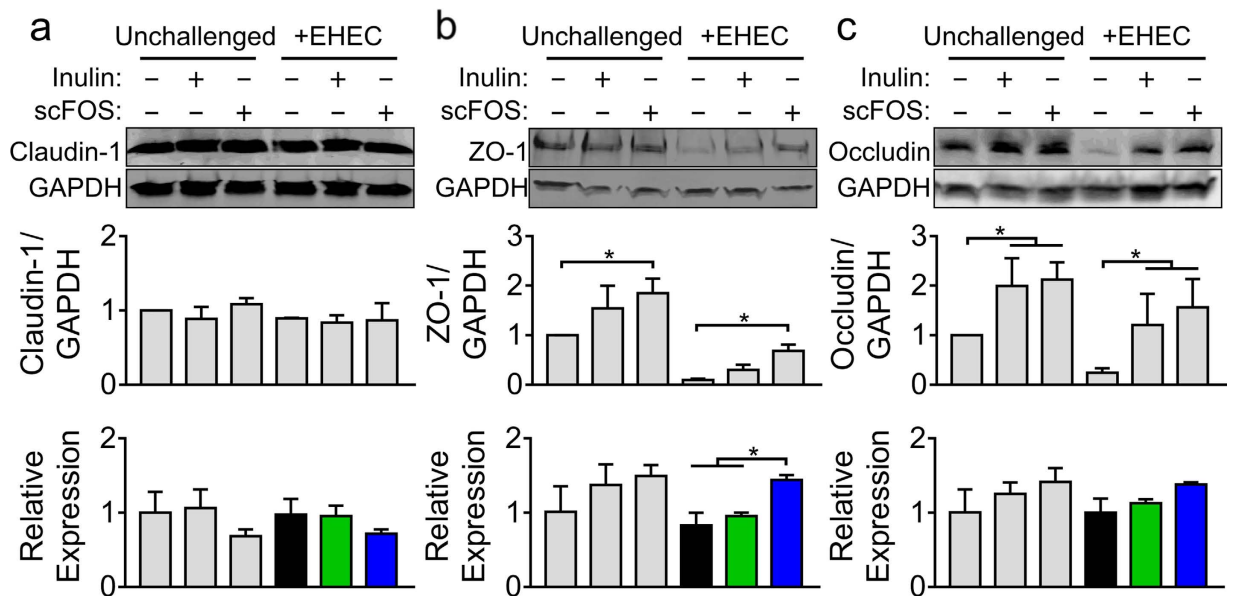 a
Unchallenged +EHEC
Inulin: – + – – + –
scFOS: – – + – – +
Claudin-1
GAPDH
Claudin-1/
GAPDH
2
1
0
Relative
Expression
2
1
0
b
Unchallenged +EHEC
Inulin: – + – – + –
scFOS: – – + – – +
ZO-1
GAPDH
ZO-1/
GAPDH
3
2
1
0
*
*
Relative
Expression
2
1
0
*
c
Unchallenged +EHEC
Inulin: – + – – + –
scFOS: – – + – – +
Occludin
GAPDH
Occludin/
GAPDH
3
2
1
0
*
*
Relative
Expression
2
1
0